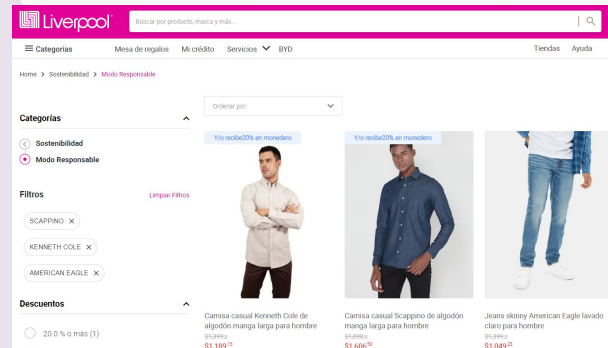 Liverpool
Buscar por producto, marca y más...
Categorías
Mesa de regalos Mi crédito Servicios BYD
Tiendas Ayuda
Home > Sostenibilidad > Modo Responsable
Ordenar por:
Categorías
Sostenibilidad
Modo Responsable
Filtros
Limpiar Filtros
SCAPPINO X
KENNETH COLE X
AMERICAN EAGLE X
Descuentos
20.0 % o más (1)
Y/o recibe20% en monedero
Camisa casual Kenneth Cole de
algodón manga larga para hombre
$1,189.15
Y/o recibe20% en monedero
Camisa casual Scappino de algodón
manga larga para hombre
$1,606.50
Jeans skinny American Eagle lavado
claro para hombre
$1,049.25